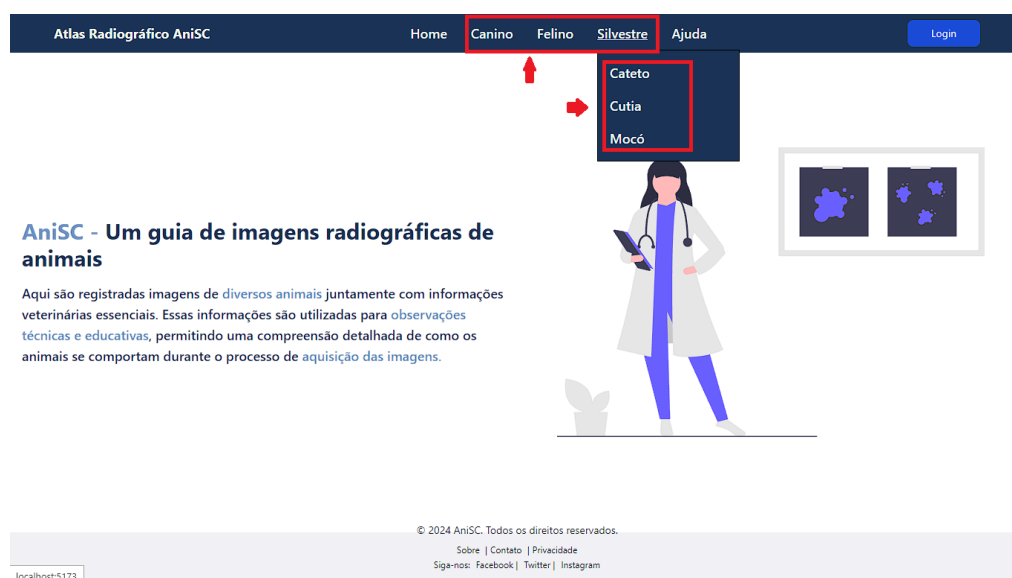 Atlas Radiográfico AniSC Home Canino Felino Silvestre Ajuda Login
Cateto
Cutia
Mocó
AniSC - Um guia de imagens radiográficas de
animais
Aqui são registradas imagens de diversos animais juntamente com informações
veterinárias essenciais. Essas informações são utilizadas para observações
técnicas e educativas, permitindo uma compreensão detalhada de como os
animais se comportam durante o processo de aquisição das imagens.
© 2024 AniSC. Todos os direitos reservados.
Sobre | Contato | Privacidade
Siga-nos: Facebook | Twitter | Instagram
localhost:5173